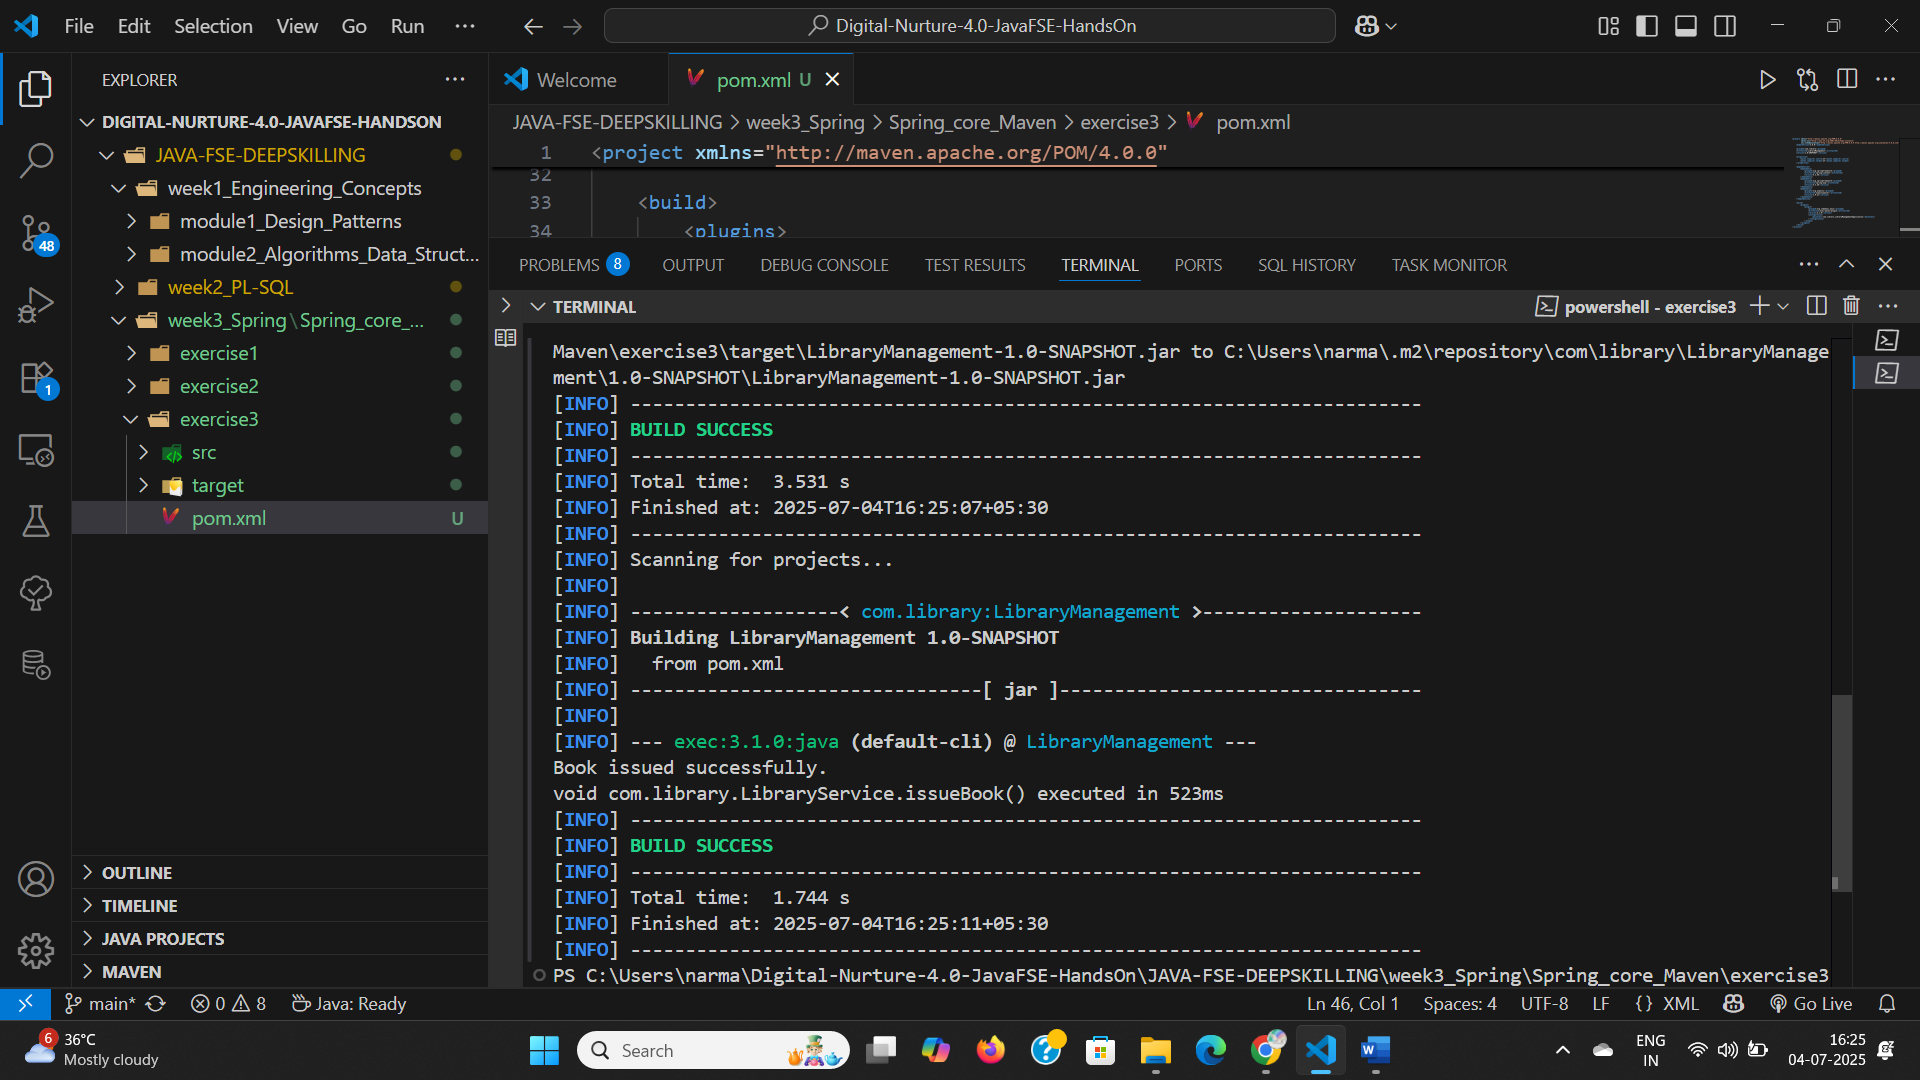 File Edit Selection View Go Run ...
Digital-Nurture-4.0-JavaFSE-HandsOn
EXPLORER
DIGITAL-NURTURE-4.0-JAVAFSE-HANDSON
JAVA-FSE-DEEPSKILLING
week1_Engineering_Concepts
module1_Design_Patterns
module2_Algorithms_Data_Struct...
week2_PL-SQL
week3_Spring\Spring_core_...
exercise1
exercise2
exercise3
src
target
pom.xml U
48
1
OUTLINE
TIMELINE
JAVA PROJECTS
MAVEN
Welcome
pom.xml U
JAVA-FSE-DEEPSKILLING > week3_Spring > Spring_core_Maven > exercise3 > pom.xml
1 <project xmlns="http://maven.apache.org/POM/4.0.0"
32
33 <build>
34 <plugins>
PROBLEMS 8 OUTPUT DEBUG CONSOLE TEST RESULTS TERMINAL PORTS SQL HISTORY TASK MONITOR
TERMINAL
powershell - exercise3
Maven\exercise3\target\LibraryManagement-1.0-SNAPSHOT.jar to C:\Users\narma\.m2\repository\com\library\LibraryManage
ment\1.0-SNAPSHOT\LibraryManagement-1.0-SNAPSHOT.jar
[INFO] ------------------------------------------------------------------------
[INFO] BUILD SUCCESS
[INFO] ------------------------------------------------------------------------
[INFO] Total time:  3.531 s
[INFO] Finished at: 2025-07-04T16:25:07+05:30
[INFO] ------------------------------------------------------------------------
[INFO] Scanning for projects...
[INFO]
[INFO] -------------------< com.library:LibraryManagement >--------------------
[INFO] Building LibraryManagement 1.0-SNAPSHOT
[INFO]   from pom.xml
[INFO] --------------------------------[ jar ]---------------------------------
[INFO]
[INFO] --- exec:3.1.0:java (default-cli) @ LibraryManagement ---
Book issued successfully.
void com.library.LibraryService.issueBook() executed in 523ms
[INFO] ------------------------------------------------------------------------
[INFO] BUILD SUCCESS
[INFO] ------------------------------------------------------------------------
[INFO] Total time:  1.744 s
[INFO] Finished at: 2025-07-04T16:25:11+05:30
[INFO] ------------------------------------------------------------------------
PS C:\Users\narma\Digital-Nurture-4.0-JavaFSE-HandsOn\JAVA-FSE-DEEPSKILLING\week3_Spring\Spring_core_Maven\exercise3
main* 0 8 Java: Ready
Ln 46, Col 1 Spaces: 4 UTF-8 LF {} XML Go Live
6
36°C
Mostly cloudy
Search
ENG
IN
16:25
04-07-2025